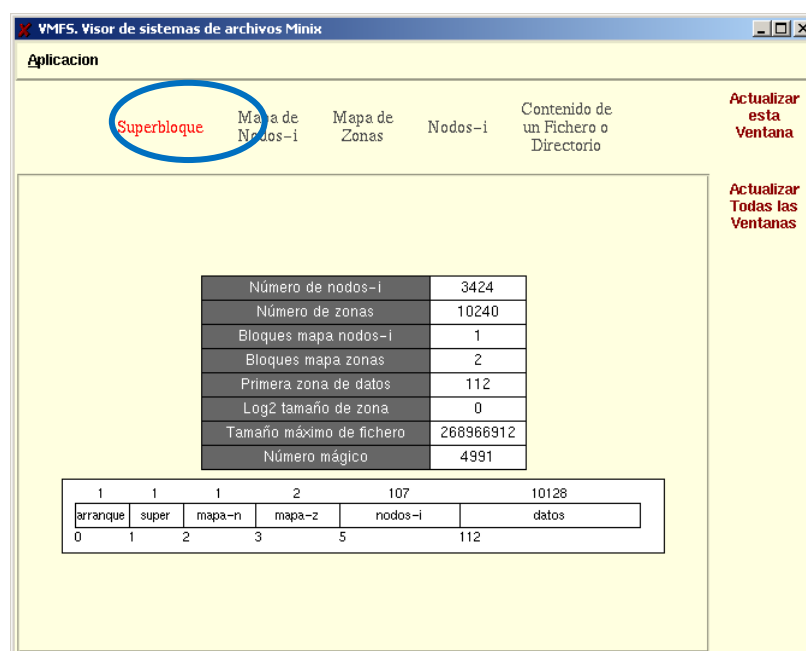 VMFS. Visor de sistemas de archivos Minix
Aplicacion
Superbloque
Mapa de
Nodos-i
Mapa de
Zonas
Nodos-i
Contenido de
un Fichero o
Directorio
Actualizar
esta
Ventana
Actualizar
Todas las
Ventanas
Número de nodos-i 3424
Número de zonas 10240
Bloques mapa nodos-i 1
Bloques mapa zonas 2
Primera zona de datos 112
Log2 tamaño de zona 0
Tamaño máximo de fichero 268966912
Número mágico 4991
1 1 1 2 107 10128
arranque super mapa-n mapa-z nodos-i datos
0 1 2 3 5 112